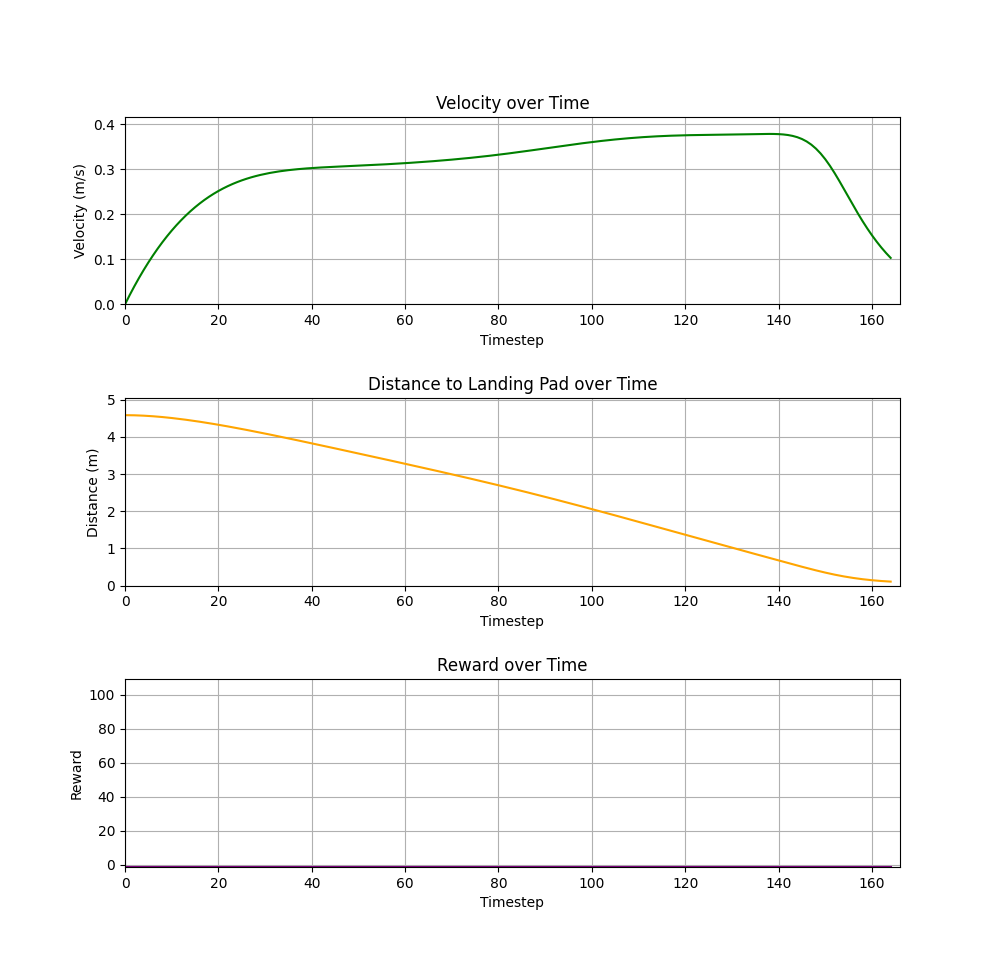 Velocity over Time
Velocity (m/s)
0.4
0.3
0.2
0.1
0.0
0 20 40 60 80 100 120 140 160
Timestep
Distance to Landing Pad over Time
Distance (m)
5
4
3
2
1
0
0 20 40 60 80 100 120 140 160
Timestep
Reward over Time
Reward
100
80
60
40
20
0
0 20 40 60 80 100 120 140 160
Timestep